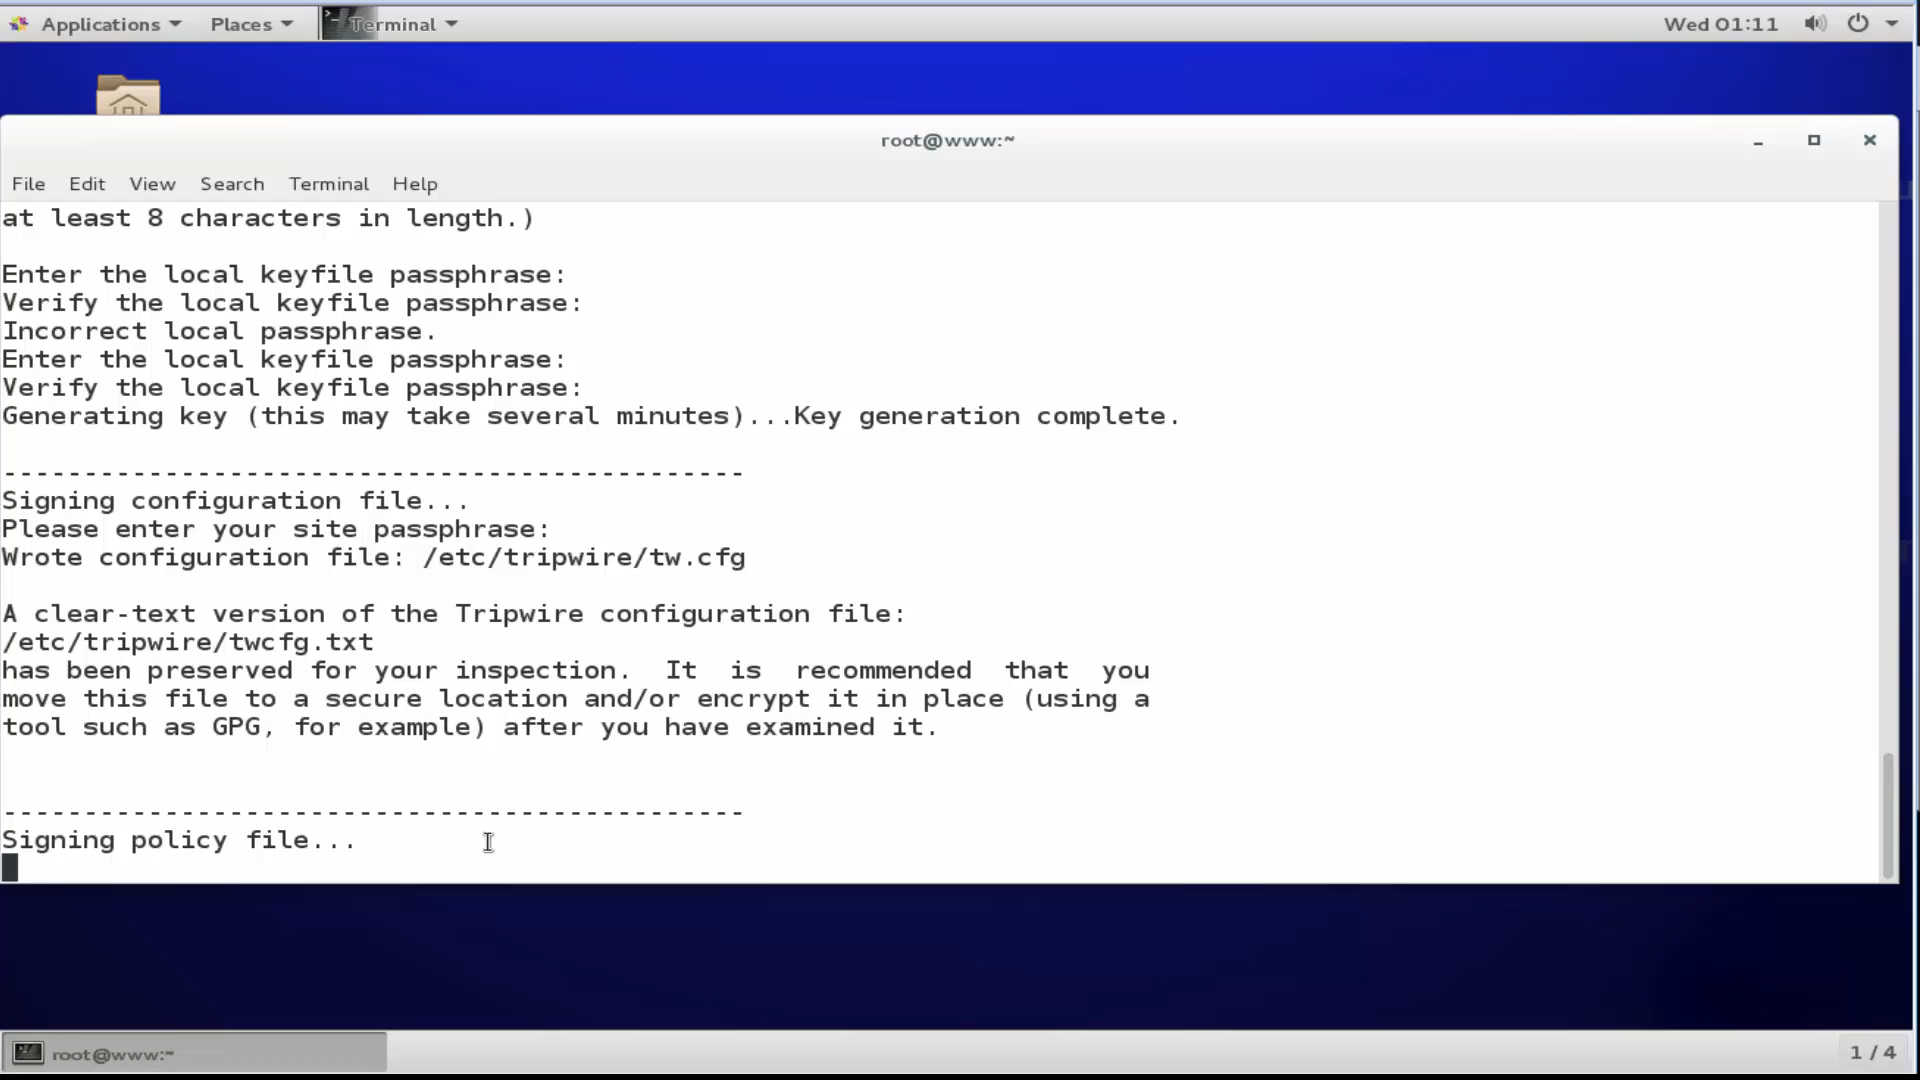 Applications Places Terminal Wed 01:11
root@www:~
File Edit View Search Terminal Help
at least 8 characters in length.)
Enter the local keyfile passphrase:
Verify the local keyfile passphrase:
Incorrect local passphrase.
Enter the local keyfile passphrase:
Verify the local keyfile passphrase:
Generating key (this may take several minutes)...Key generation complete.
----------------------------------------------
Signing configuration file...
Please enter your site passphrase:
Wrote configuration file: /etc/tripwire/tw.cfg
A clear-text version of the Tripwire configuration file:
/etc/tripwire/twcfg.txt
has been preserved for your inspection.  It  is  recommended  that  you
move this file to a secure location and/or encrypt it in place (using a
tool such as GPG, for example) after you have examined it.
----------------------------------------------
Signing policy file...
root@www:~ 1 / 4